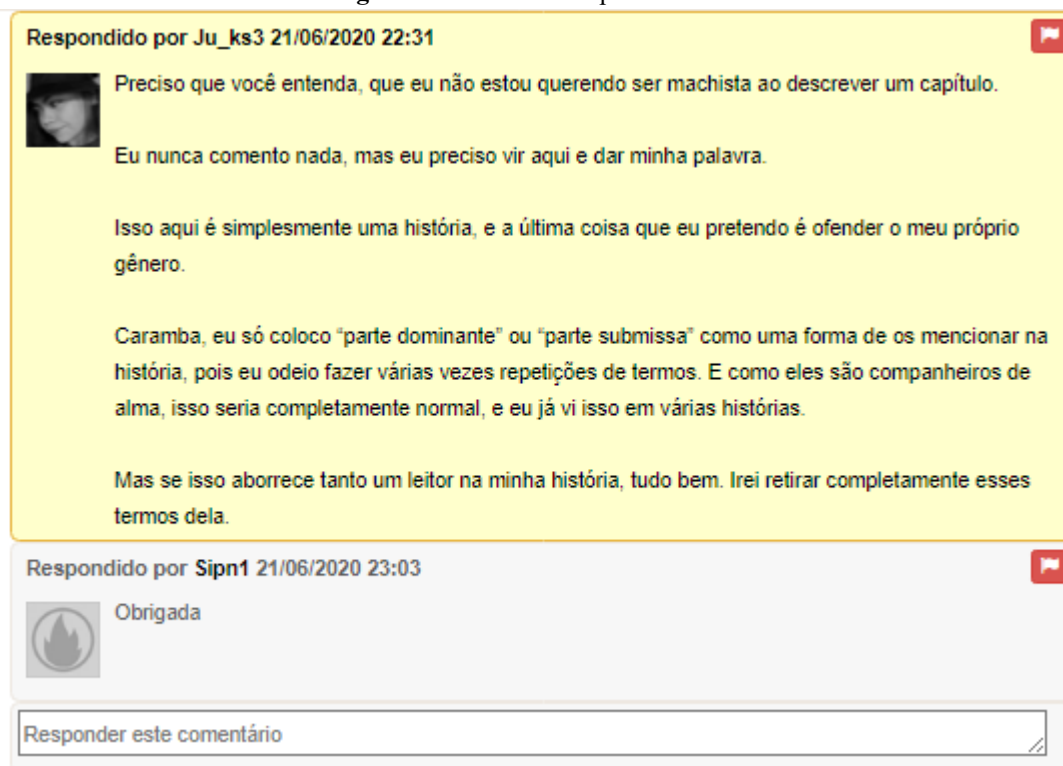 Respondido por Ju_ks3 21/06/2020 22:31
Preciso que você entenda, que eu não estou querendo ser machista ao descrever um capítulo.
Eu nunca comento nada, mas eu preciso vir aqui e dar minha palavra.
Isso aqui é simplesmente uma história, e a última coisa que eu pretendo é ofender o meu próprio
gênero.
Caramba, eu só coloco “parte dominante” ou “parte submissa” como uma forma de os mencionar na
história, pois eu odeio fazer várias vezes repetições de termos. E como eles são companheiros de
alma, isso seria completamente normal, e eu já vi isso em várias histórias.
Mas se isso aborrece tanto um leitor na minha história, tudo bem. Irei retirar completamente esses
termos dela.
Respondido por Sipn1 21/06/2020 23:03
Obrigada
Responder este comentário